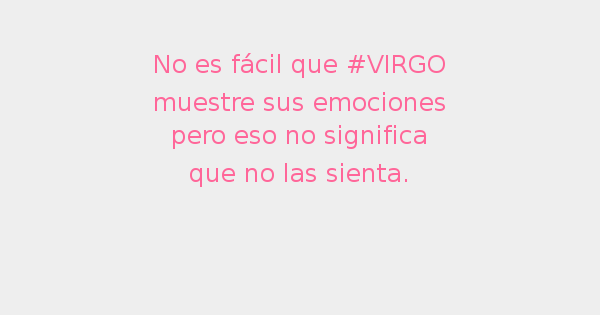 No es fácil que #VIRGO
muestre sus emociones
pero eso no significa
que no las sienta.